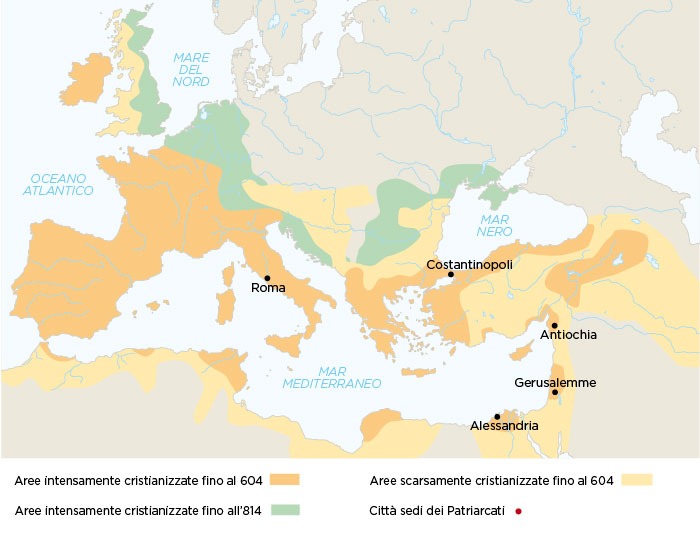 MARE
DEL
NORD
OCEANO
ATLANTICO
MAR
NERO
Costantinopoli
Roma
Antiochia
MAR
MEDITERRANEO
Gerusalemme
Alessandria
Aree intensamente cristianizzate fino al 604
Aree scarsamente cristianizzate fino al 604
Aree intensamente cristianizzate fino all'814
Città sedi dei Patriarcati